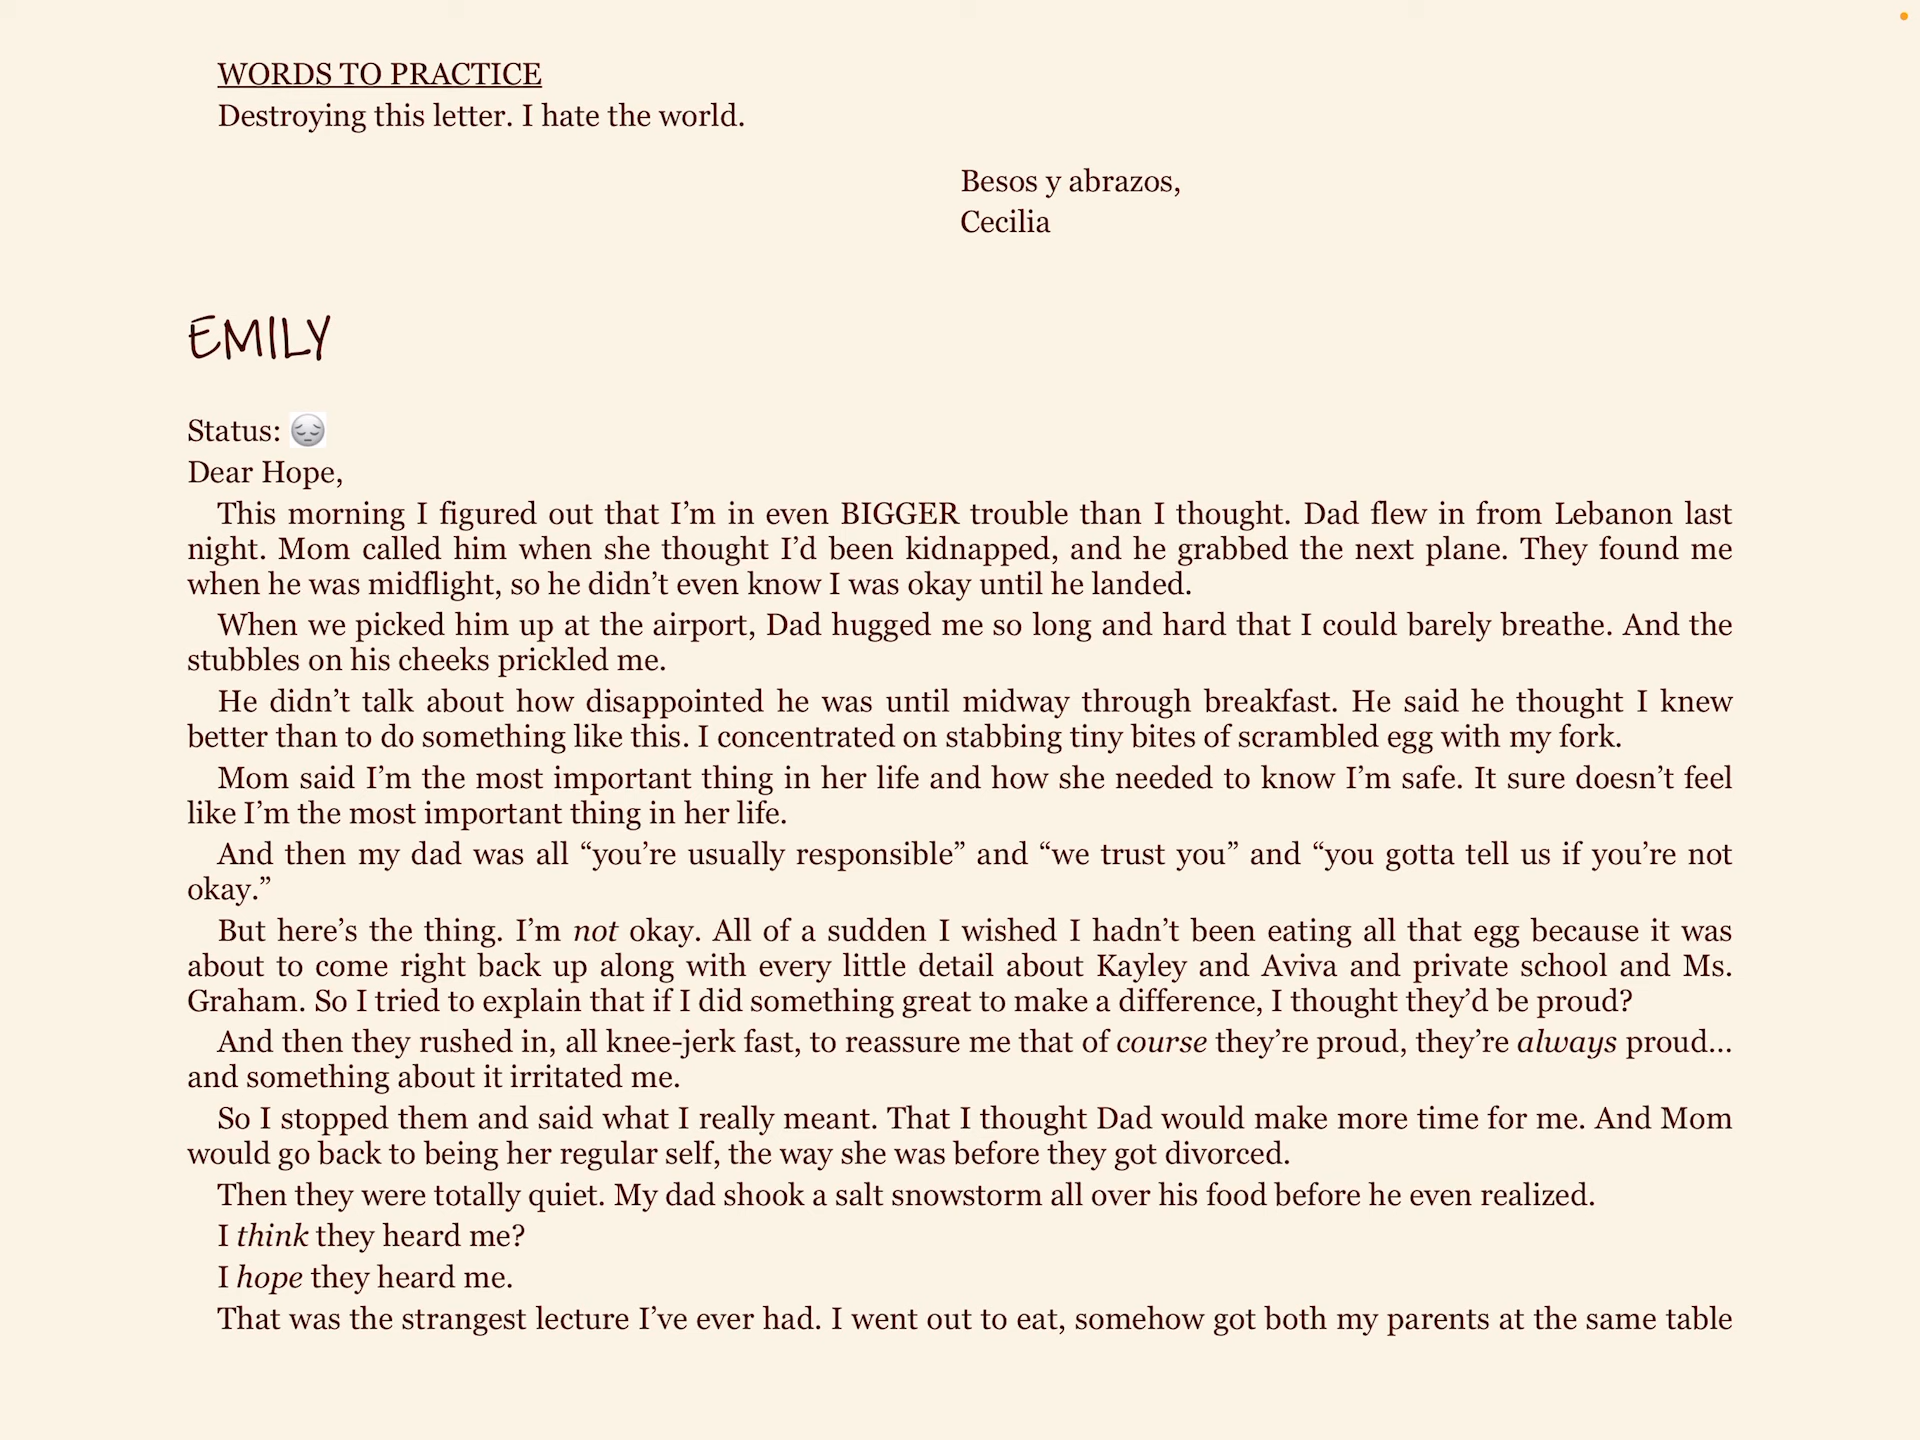 WORDS TO PRACTICE
Destroying this letter. I hate the world.
Besos y abrazos,
Cecilia
EMILY
Status: 😔
Dear Hope,
This morning I figured out that I’m in even BIGGER trouble than I thought. Dad flew in from Lebanon last
night. Mom called him when she thought I’d been kidnapped, and he grabbed the next plane. They found me
when he was midflight, so he didn’t even know I was okay until he landed.
When we picked him up at the airport, Dad hugged me so long and hard that I could barely breathe. And the
stubbles on his cheeks prickled me.
He didn’t talk about how disappointed he was until midway through breakfast. He said he thought I knew
better than to do something like this. I concentrated on stabbing tiny bites of scrambled egg with my fork.
Mom said I’m the most important thing in her life and how she needed to know I’m safe. It sure doesn’t feel
like I’m the most important thing in her life.
And then my dad was all “you’re usually responsible” and “we trust you” and “you gotta tell us if you’re not
okay.”
But here’s the thing. I’m not okay. All of a sudden I wished I hadn’t been eating all that egg because it was
about to come right back up along with every little detail about Kayley and Aviva and private school and Ms.
Graham. So I tried to explain that if I did something great to make a difference, I thought they’d be proud?
And then they rushed in, all knee-jerk fast, to reassure me that of course they’re proud, they’re always proud...
and something about it irritated me.
So I stopped them and said what I really meant. That I thought Dad would make more time for me. And Mom
would go back to being her regular self, the way she was before they got divorced.
Then they were totally quiet. My dad shook a salt snowstorm all over his food before he even realized.
I think they heard me?
I hope they heard me.
That was the strangest lecture I’ve ever had. I went out to eat, somehow got both my parents at the same table